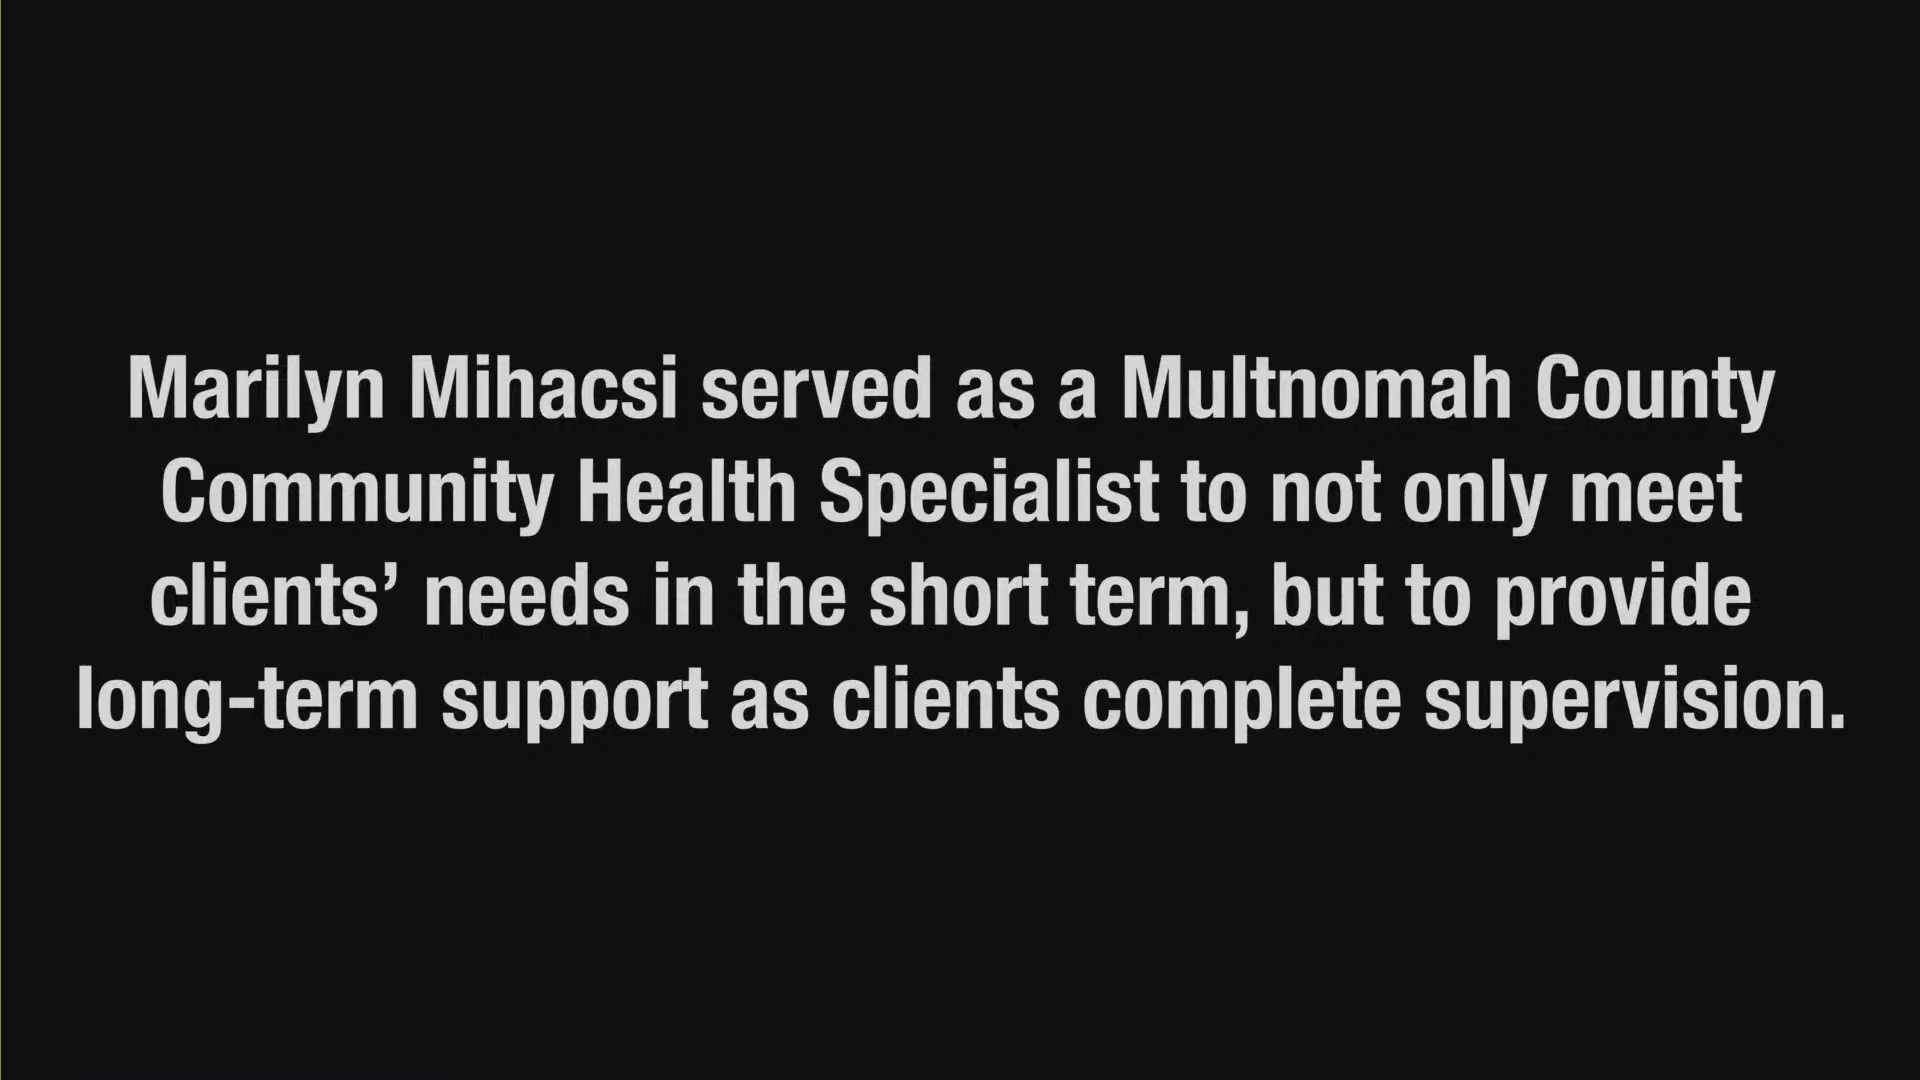 Marilyn Mihacsi served as a Multnomah County
Community Health Specialist to not only meet
clients’ needs in the short term, but to provide
long-term support as clients complete supervision.